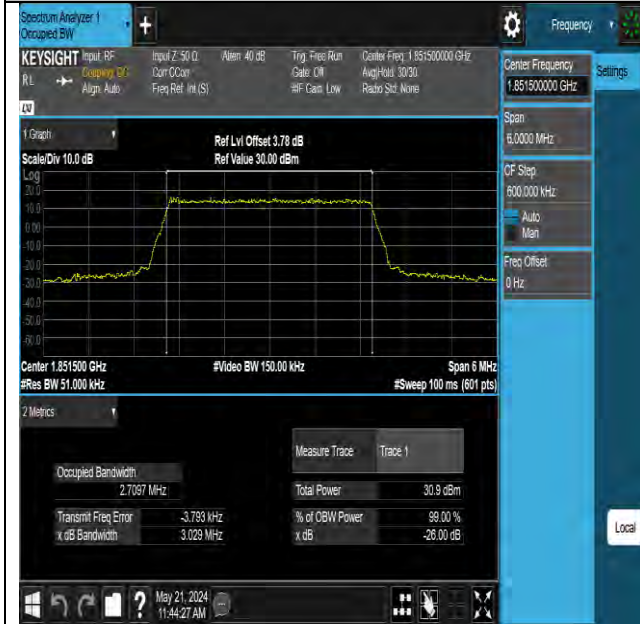 Spectrum Analyzer 1
Occupied BW
+
Frequency
KEYSIGHT Input: RF
RL Coupling: DC
Align: Auto
Input Z: 50 Ω
Corr CCorr
Freq Ref: Int (S)
Atten: 40 dB
Trig: Free Run
Gate: Off
#IF Gain: Low
Center Freq: 1.851500000 GHz
Avg|Hold: 30/30
Radio Std: None
LXI
Center Frequency
1.851500000 GHz
Settings
Span
6.0000 MHz
CF Step
600.000 kHz
Auto
Man
Freq Offset
0 Hz
Local
1 Graph
Scale/Div 10.0 dB
Ref Lvl Offset 3.78 dB
Ref Value 30.00 dBm
Log
20.0
10.0
0.00
-10.0
-20.0
-30.0
-40.0
-50.0
-60.0
Center 1.851500 GHz
#Res BW 51.000 kHz
#Video BW 150.00 kHz
Span 6 MHz
#Sweep 100 ms (601 pts)
2 Metrics
Measure Trace Trace 1
Occupied Bandwidth
2.7097 MHz
Total Power 30.9 dBm
Transmit Freq Error -3.793 kHz
% of OBW Power 99.00 %
x dB Bandwidth 3.029 MHz
x dB -26.00 dB
?
May 21, 2024
11:44:27 AM